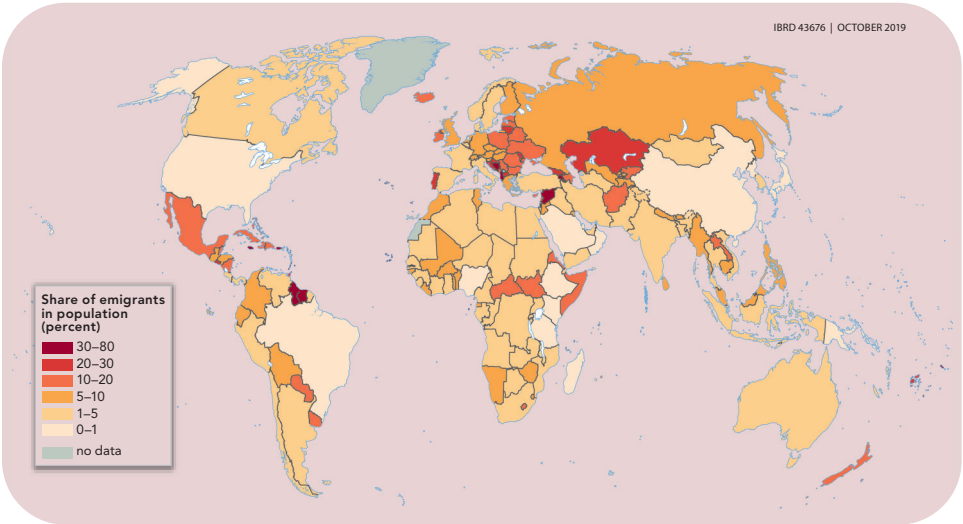 IBRD 43676 | OCTOBER 2019
Share of emigrants
in population
(percent)
30–80
20–30
10–20
5–10
1–5
0–1
no data